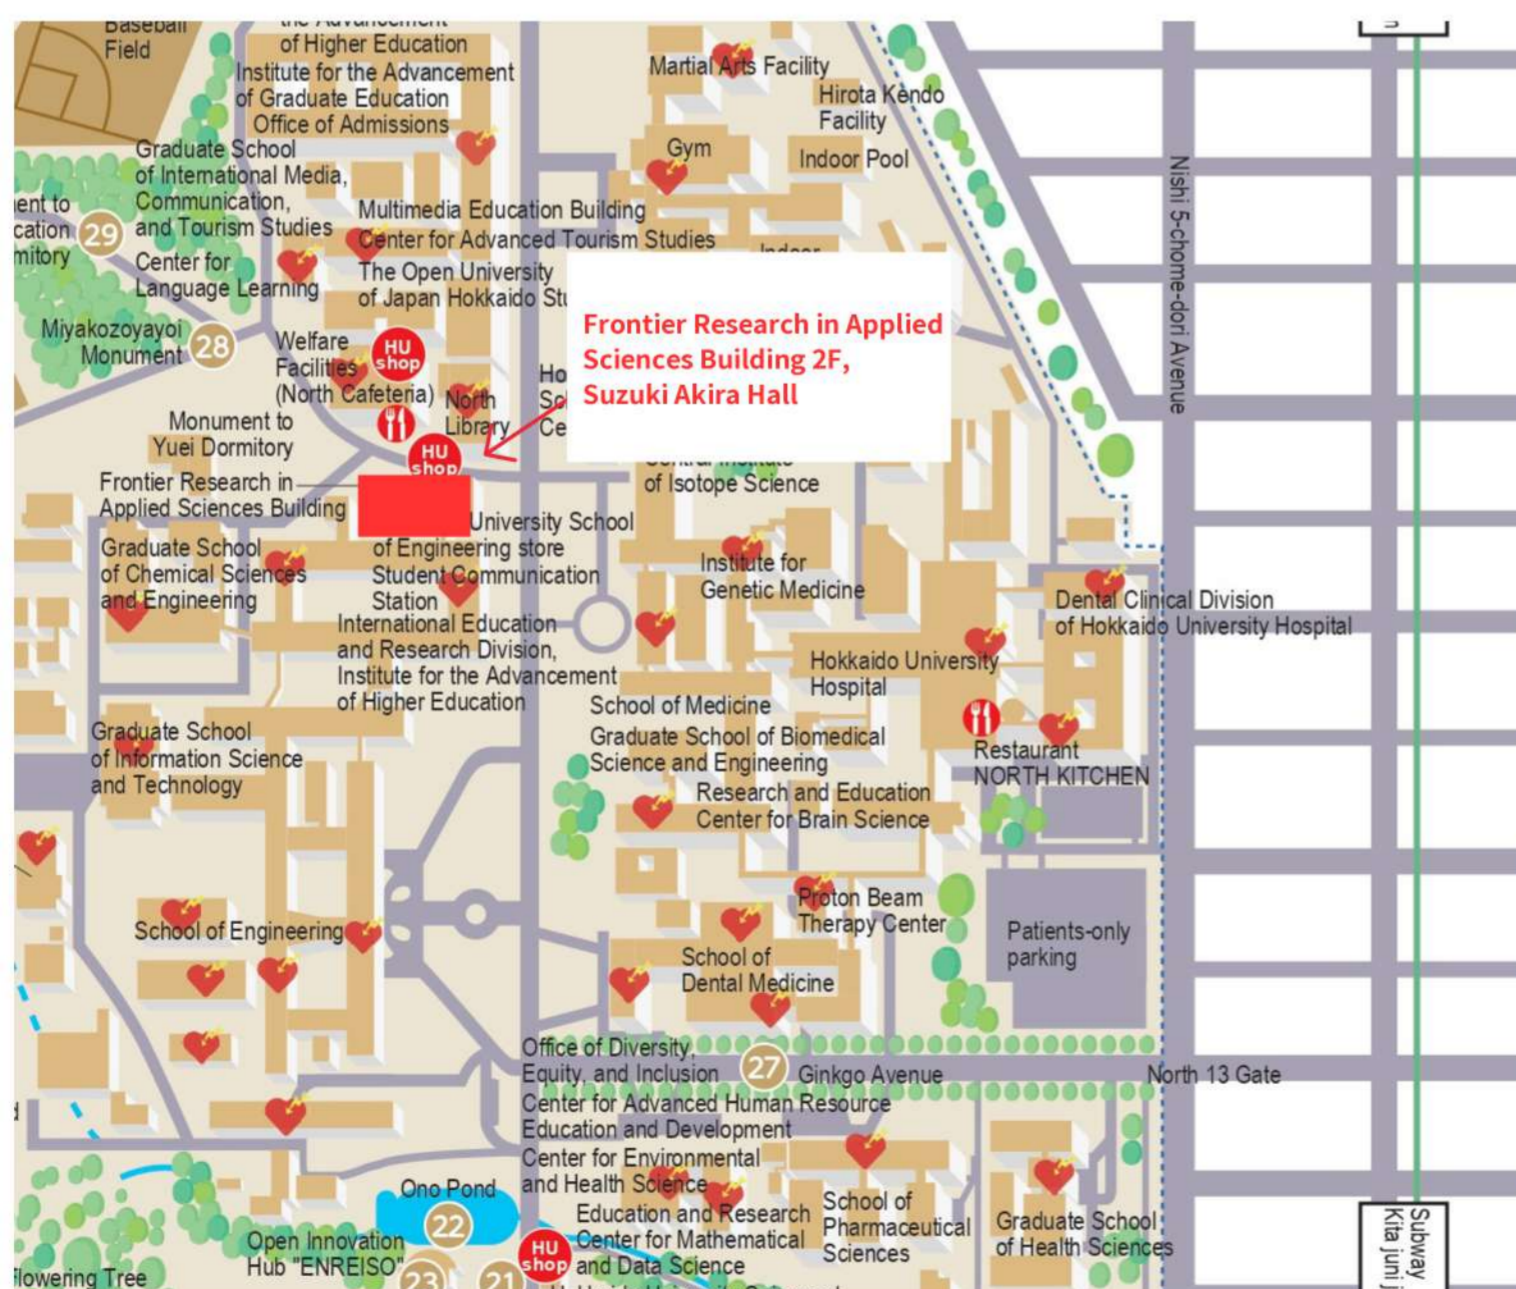 Baseball
Field
the Advancement
of Higher Education
Institute for the Advancement
of Graduate Education
Office of Admissions
Martial Arts Facility
Hirota Kendo
Facility
Gym
Indoor Pool
Graduate School
of International Media,
Communication,
and Tourism Studies
29
Multimedia Education Building
Center for Advanced Tourism Studies
Indoor
Center for
Language Learning
The Open University
of Japan Hokkaido
Nishi 5-chome-dori Avenue
Frontier Research in Applied
Sciences Building 2F,
Suzuki Akira Hall
Miyakozoyayoi
Monument
28
Welfare
Facilities
(North Cafeteria)
HU
shop
North
Library
Monument to
Yuei Dormitory
HU
shop
Frontier Research in
Applied Sciences Building
of Isotope Science
University School
of Engineering store
Student Communication
Station
Graduate School
of Chemical Sciences
and Engineering
Institute for
Genetic Medicine
Dental Clinical Division
of Hokkaido University Hospital
International Education
and Research Division,
Institute for the Advancement
of Higher Education
Hokkaido University
Hospital
School of Medicine
Graduate School of Biomedical
Science and Engineering
Graduate School
of Information Science
and Technology
Restaurant
NORTH KITCHEN
Research and Education
Center for Brain Science
Proton Beam
Therapy Center
School of Engineering
Patients-only
parking
School of
Dental Medicine
Office of Diversity,
Equity, and Inclusion
27
Ginkgo Avenue
North 13 Gate
Center for Advanced Human Resource
Education and Development
Center for Environmental
and Health Science
Ono Pond
22
Education and Research
Center for Mathematical
and Data Science
School of
Pharmaceutical
Sciences
Graduate School
of Health Sciences
Open Innovation
Hub "ENREISO"
23
21
HU
shop
Flowering Tree
Subway
Kita juni